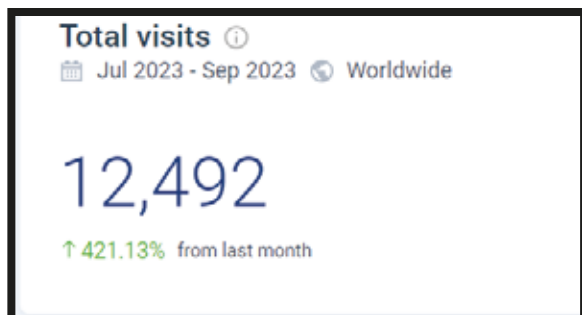 Total visits
Jul 2023 - Sep 2023 Worldwide
12,492
↑ 421.13% from last month